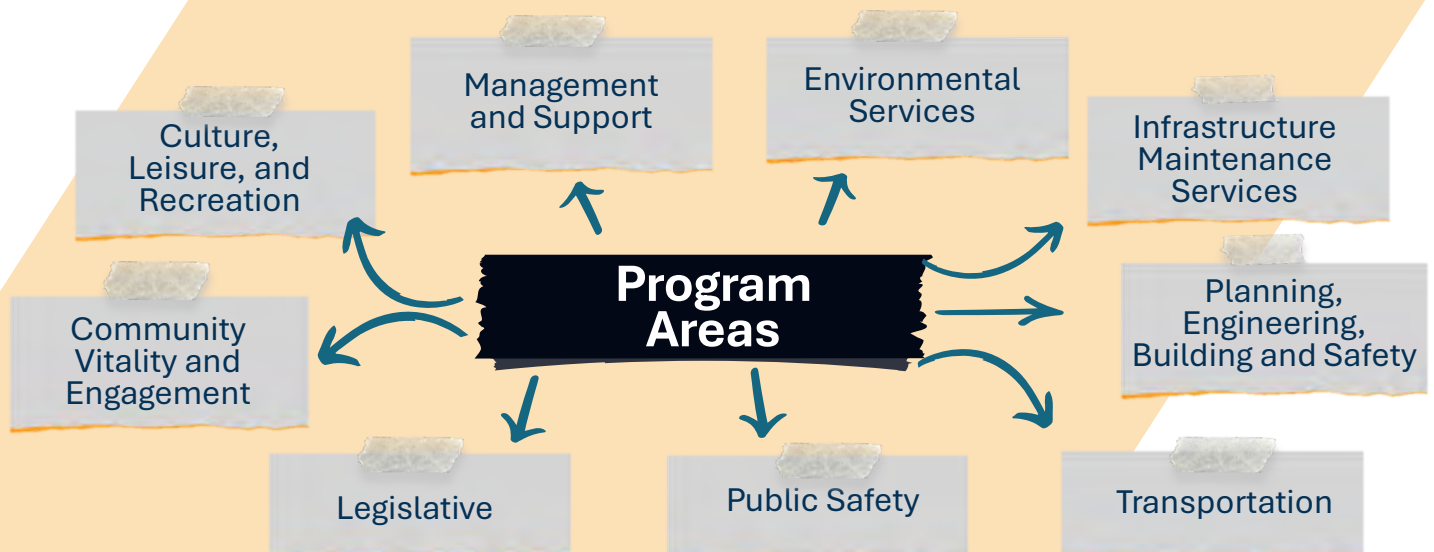 Management
and Support
Environmental
Services
Culture,
Leisure, and
Recreation
Infrastructure
Maintenance
Services
Program
Areas
Community
Vitality and
Engagement
Planning,
Engineering,
Building and Safety
Legislative
Public Safety
Transportation